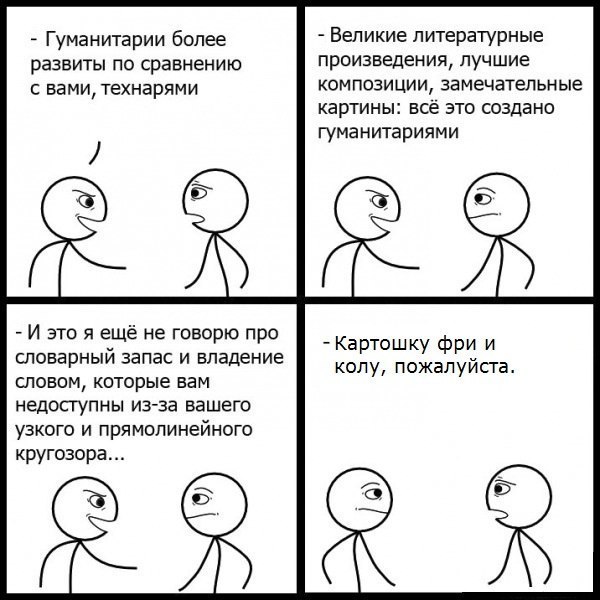 - Гуманитарии более
развиты по сравнению
с вами, технарями
- Великие литературные
произведения, лучшие
композиции, замечательные
картины: всё это создано
гуманитариями
- И это я ещё не говорю про
словарный запас и владение
словом, которые вам
недоступны из-за вашего
узкого и прямолинейного
кругозора...
- Картошку фри и
колу, пожалуйста.